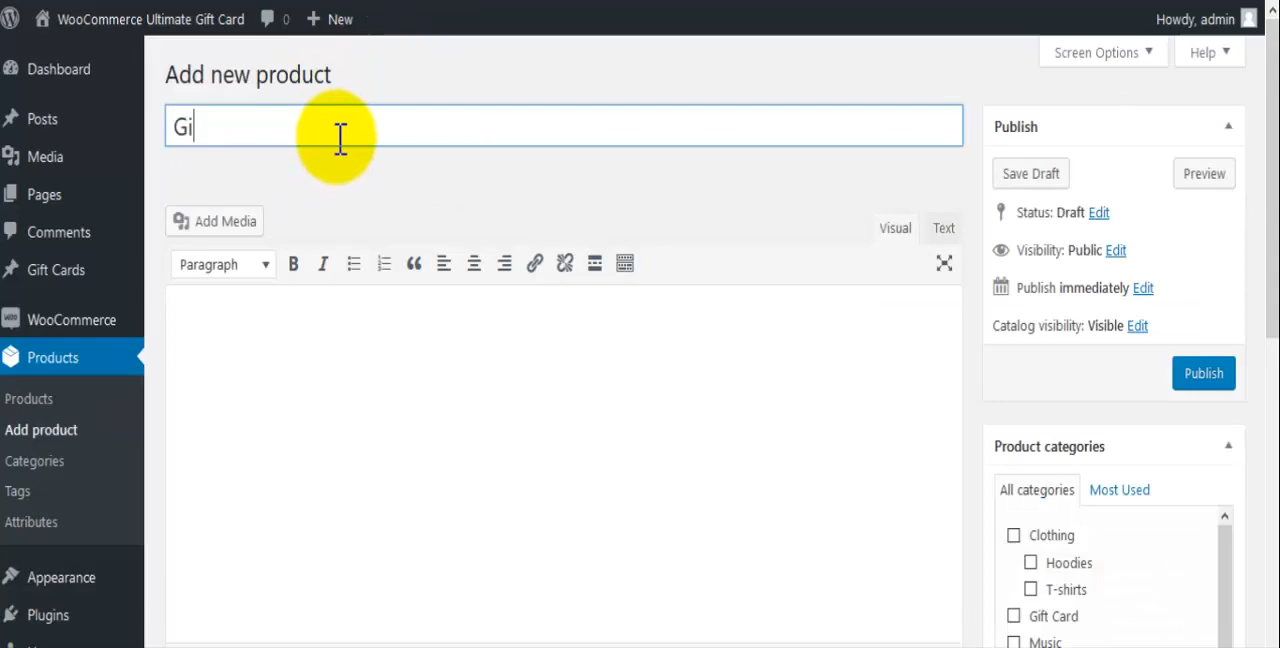 WooCommerce Ultimate Gift Card 0 New Howdy, admin
Screen Options Help
Dashboard
Posts
Media
Pages
Comments
Gift Cards
WooCommerce
Products
Products
Add product
Categories
Tags
Attributes
Appearance
Plugins
Add new product
Gi
Add Media
Visual Text
Paragraph
Publish
Save Draft Preview
Status: Draft Edit
Visibility: Public Edit
Publish immediately Edit
Catalog visibility: Visible Edit
Publish
Product categories
All categories Most Used
Clothing
Hoodies
T-shirts
Gift Card
Music